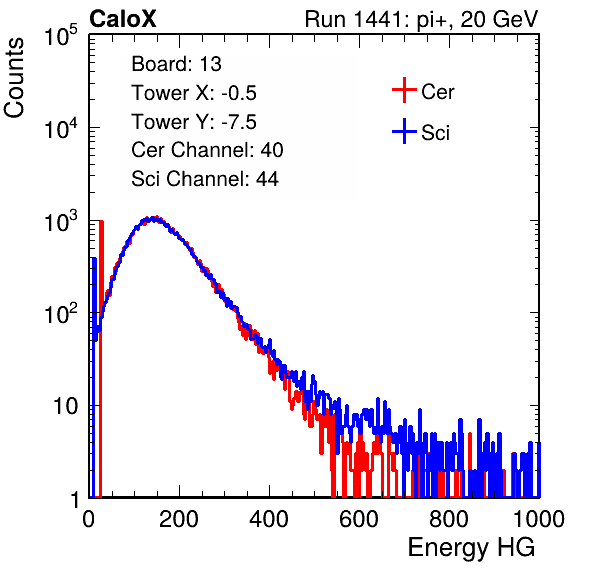 CaloX Run 1441: pi+, 20 GeV
Counts
Board: 13
Tower X: -0.5
Tower Y: -7.5
Cer Channel: 40
Sci Channel: 44
Cer
Sci
10^5
10^4
10^3
10^2
10
1
0 200 400 600 800 1000
Energy HG